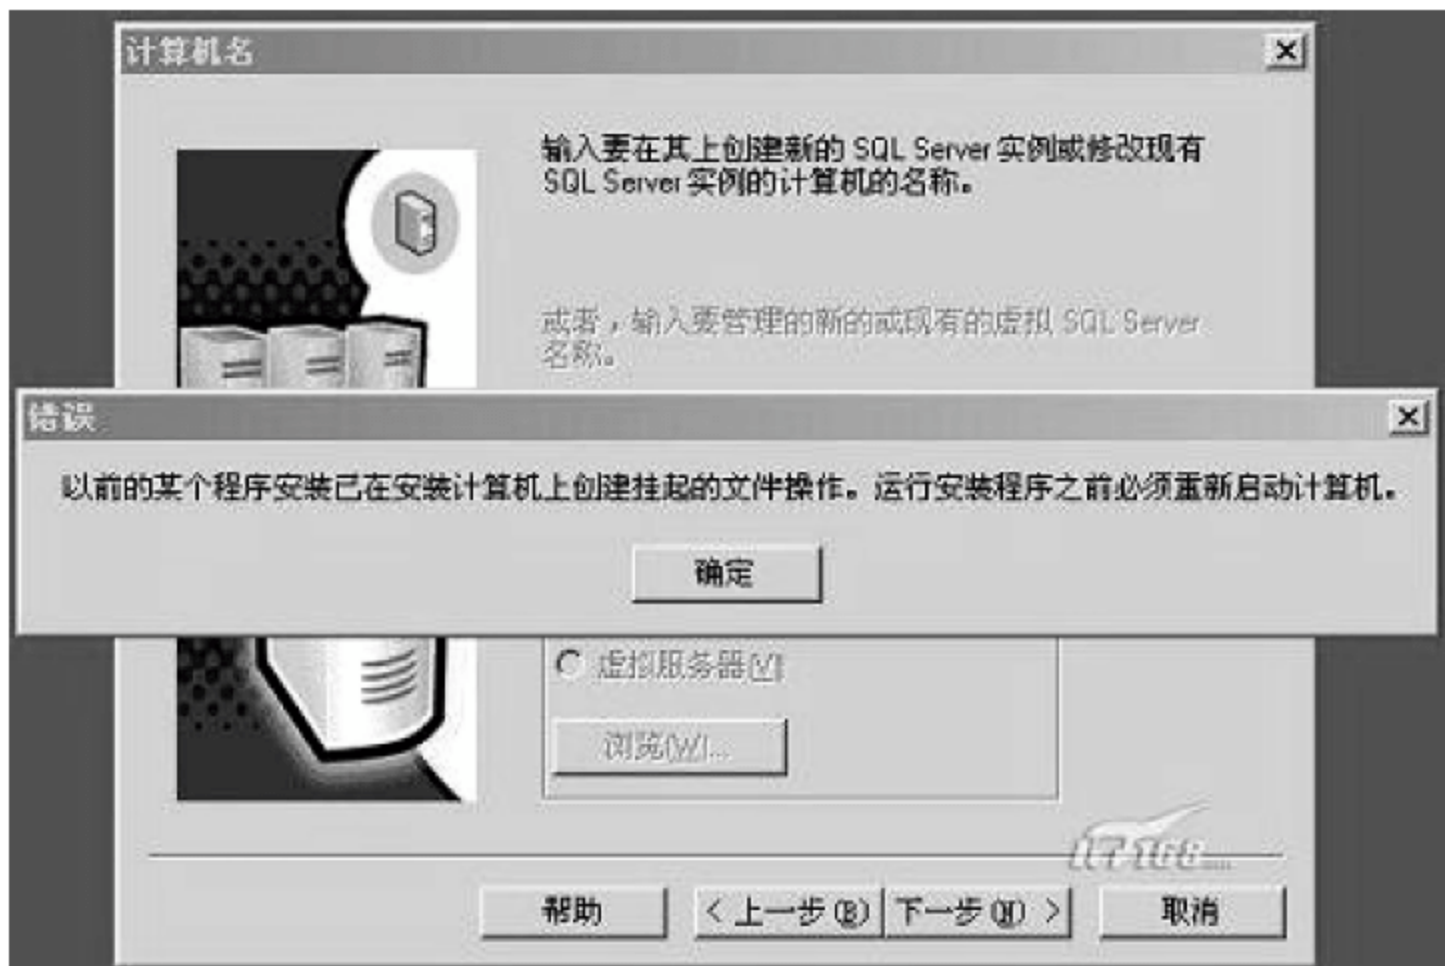 计算机名
输入要在其上创建新的 SQL Server 实例或修改现有
SQL Server 实例的计算机的名称。
或者，输入要管理的新的或现有的虚拟 SQL Server
名称。
错误
以前的某个程序安装已在安装计算机上创建挂起的文件操作。运行安装程序之前必须重新启动计算机。
确定
虚拟服务器(V)
浏览(W)...
IT168
帮助
< 上一步(B)
下一步(N) >
取消